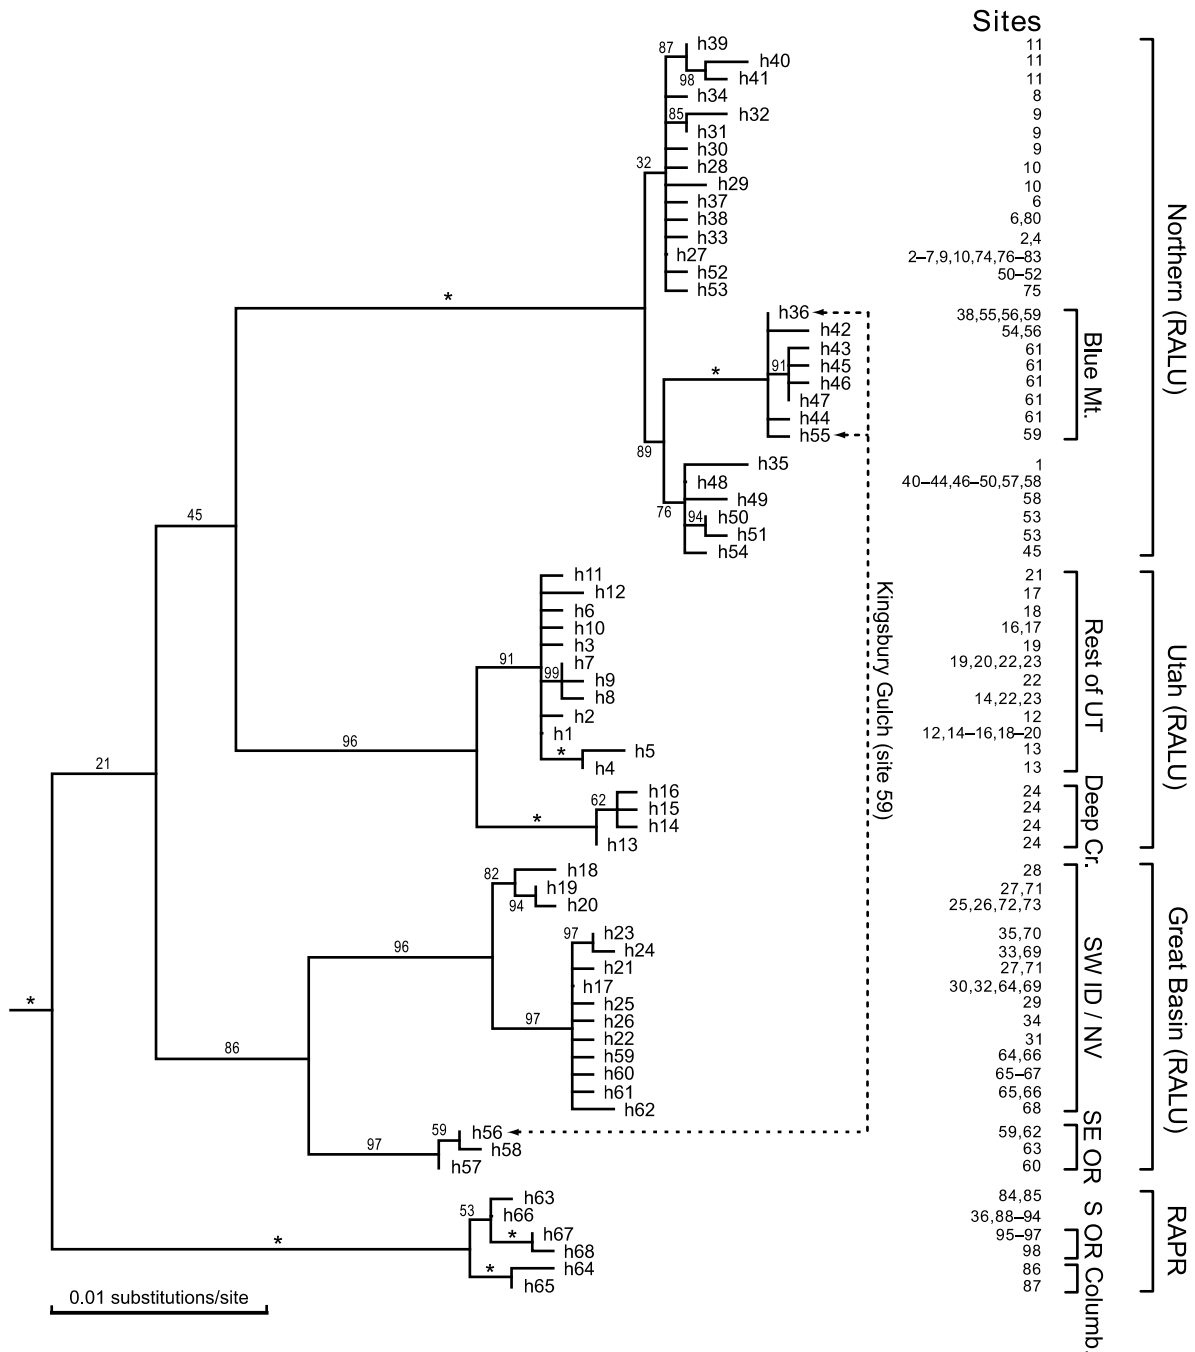 Sites
87 h39 11
h40 11
98 h41 11
h34 8
85 h32 9
h31 9
h30 9
32 h28 10
h29 10
h37 6
h38 6,80
h33 2,4
h27 2–7,9,10,74,76–83
h52 50–52
h53 75
*
h36 38,55,56,59
h42 54,56
h43 61
91 h45 61
* h46 61
h47 61
h44 61
h55 59
89
h35 1
h48 40–44,46–50,57,58
h49 58
76 94 h50 53
h51 53
h54 45
45
Northern (RALU)
Blue Mt.
h11 21
h12 17
h6 18
h10 16,17
h3 19
91 h7 19,20,22,23
99 h9 22
h8 14,22,23
h2 12
h1 12,14–16,18–20
* h5 13
h4 13
96
21
62 h16 24
h15 24
* h14 24
h13 24
Kingsbury Gulch (site 59)
Rest of UT
Deep Cr.
Utah (RALU)
82 h18 28
h19 27,71
94 h20 25,26,72,73
97 h23 35,70
h24 33,69
96 h21 27,71
h17 30,32,64,69
* h25 29
97 h26 34
h22 31
86 h59 64,66
h60 65–67
h61 65,66
h62 68
59 h56 59,62
97 h58 63
h57 60
SW ID / NV
SE OR
Great Basin (RALU)
h63 84,85
53 h66 36,88–94
* h67 95–97
* h68 98
* h64 86
h65 87
S OR
Columb.
RAPR
0.01 substitutions/site